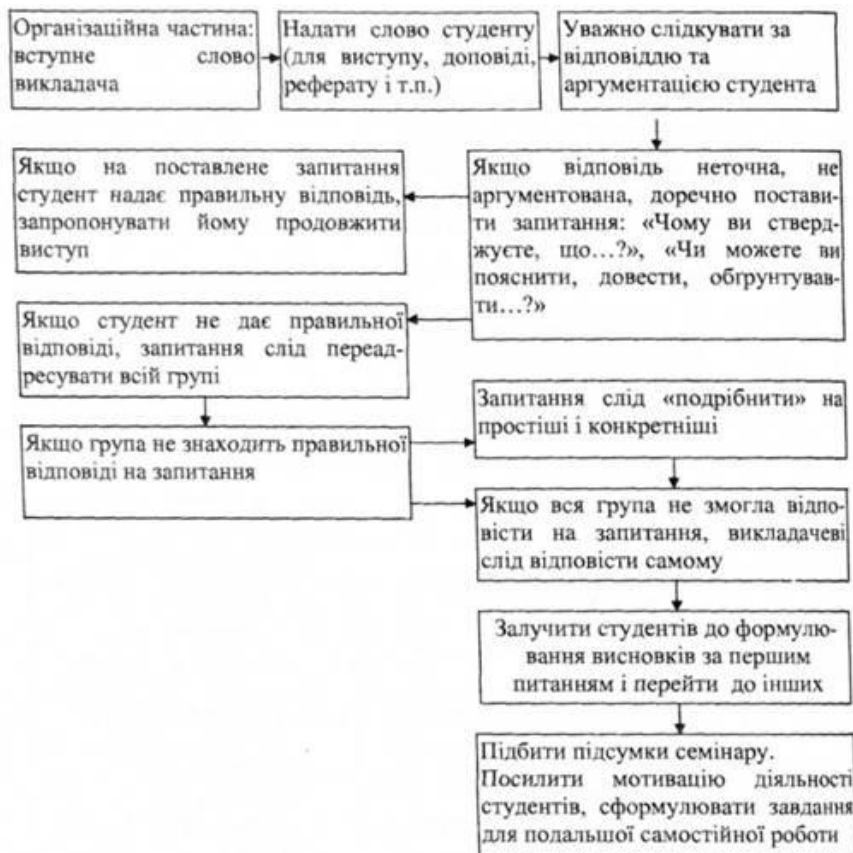 Організаційна частина:
вступне слово
викладача
Надати слово студенту
(для виступу, доповіді,
реферату і т.п.)
Уважно слідкувати за
відповіддю та
аргументацією студента
Якщо на поставлене запитання
студент надає правильну відповідь,
запропонувати йому продовжити
виступ
Якщо відповідь неточна, не
аргументована, доречно постави-
ти запитання: «Чому ви стверд-
жуєте, що…?», «Чи можете ви
пояснити, довести, обґрунтував-
ти…?»
Якщо студент не дає правильної
відповіді, запитання слід переад-
ресувати всій групі
Запитання слід «подрібнити» на
простіші і конкретніші
Якщо група не знаходить правильної
відповіді на запитання
Якщо вся група не змогла відпо-
вісти на запитання, викладачеві
слід відповісти самому
Залучити студентів до формулю-
вання висновків за першим
питанням і перейти до інших
Підбити підсумки семінару.
Посилити мотивацію діяльності
студентів, сформулювати завдання
для подальшої самостійної роботи